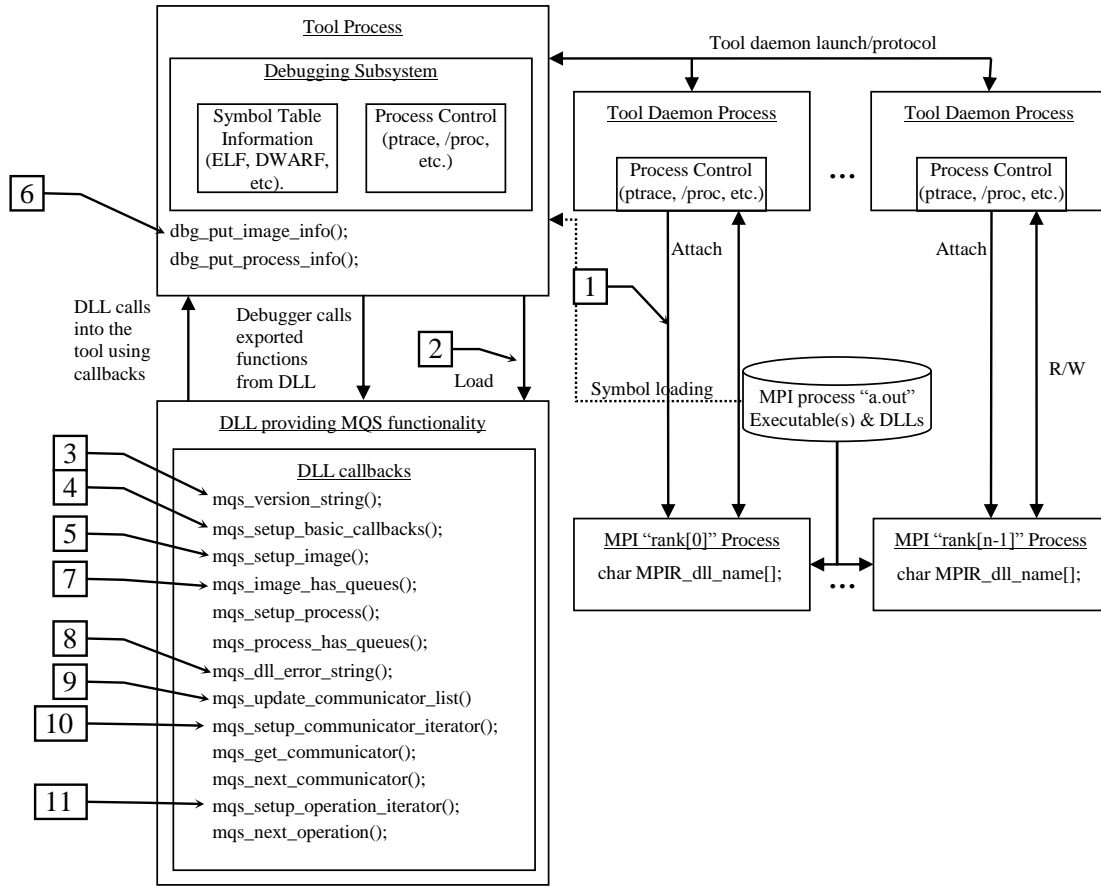 Tool Process
Debugging Subsystem
Symbol Table
Information
(ELF, DWARF,
etc).
Process Control
(ptrace, /proc,
etc.)
6
dbg_put_image_info();
dbg_put_process_info();
Tool daemon launch/protocol
Tool Daemon Process
Process Control
(ptrace, /proc, etc.)
...
Tool Daemon Process
Process Control
(ptrace, /proc, etc.)
Attach
Attach
1
DLL calls
into the
tool using
callbacks
Debugger calls
exported
functions
from DLL
2
Load
Symbol loading
MPI process “a.out”
Executable(s) & DLLs
R/W
DLL providing MQS functionality
DLL callbacks
3
mqs_version_string();
4
mqs_setup_basic_callbacks();
5
mqs_setup_image();
7
mqs_image_has_queues();
mqs_setup_process();
mqs_process_has_queues();
8
mqs_dll_error_string();
9
mqs_update_communicator_list()
10
mqs_setup_communicator_iterator();
mqs_get_communicator();
mqs_next_communicator();
11
mqs_setup_operation_iterator();
mqs_next_operation();
MPI “rank[0]” Process
char MPIR_dll_name[];
...
MPI “rank[n-1]” Process
char MPIR_dll_name[];